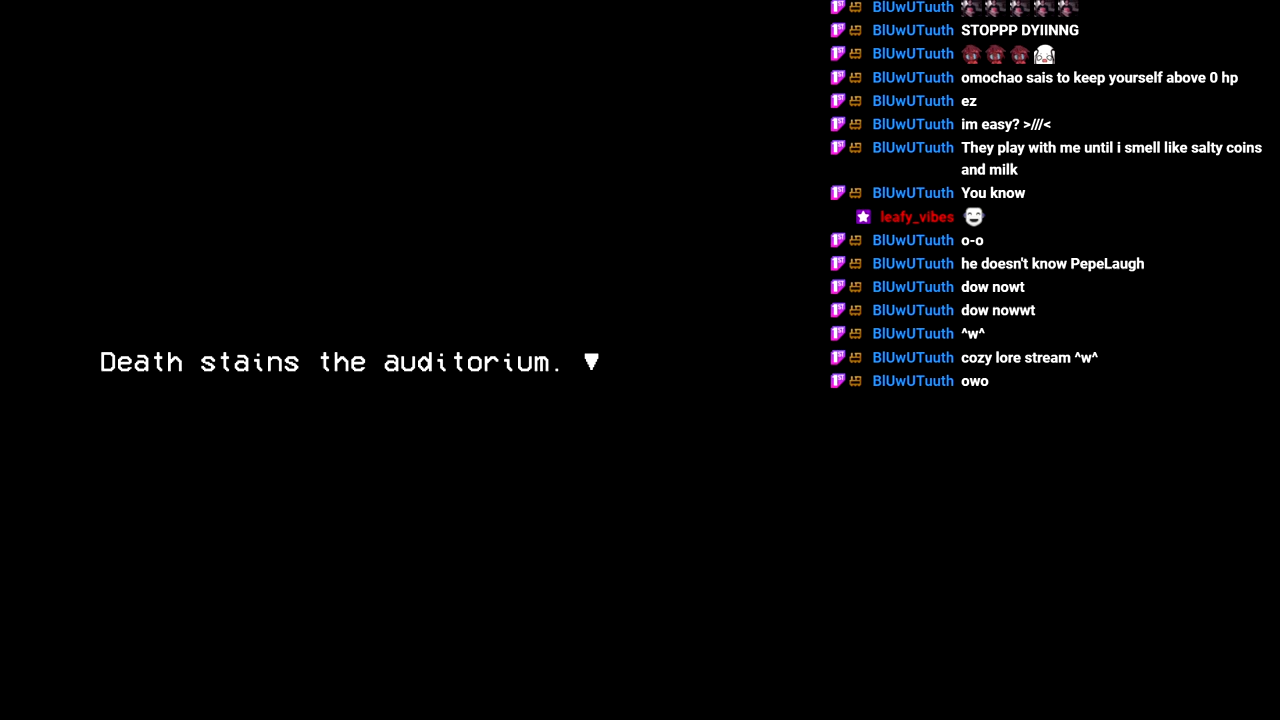 BlUwUTuuth
BlUwUTuuth STOPPP DYIINNG
BlUwUTuuth
BlUwUTuuth omochao sais to keep yourself above 0 hp
BlUwUTuuth ez
BlUwUTuuth im easy? >///<
BlUwUTuuth They play with me until i smell like salty coins
and milk
BlUwUTuuth You know
leafy_vibes
BlUwUTuuth o-o
BlUwUTuuth he doesn't know PepeLaugh
BlUwUTuuth dow nowt
BlUwUTuuth dow nowwt
BlUwUTuuth ^w^
Death stains the auditorium. ▼
BlUwUTuuth cozy lore stream ^w^
BlUwUTuuth owo